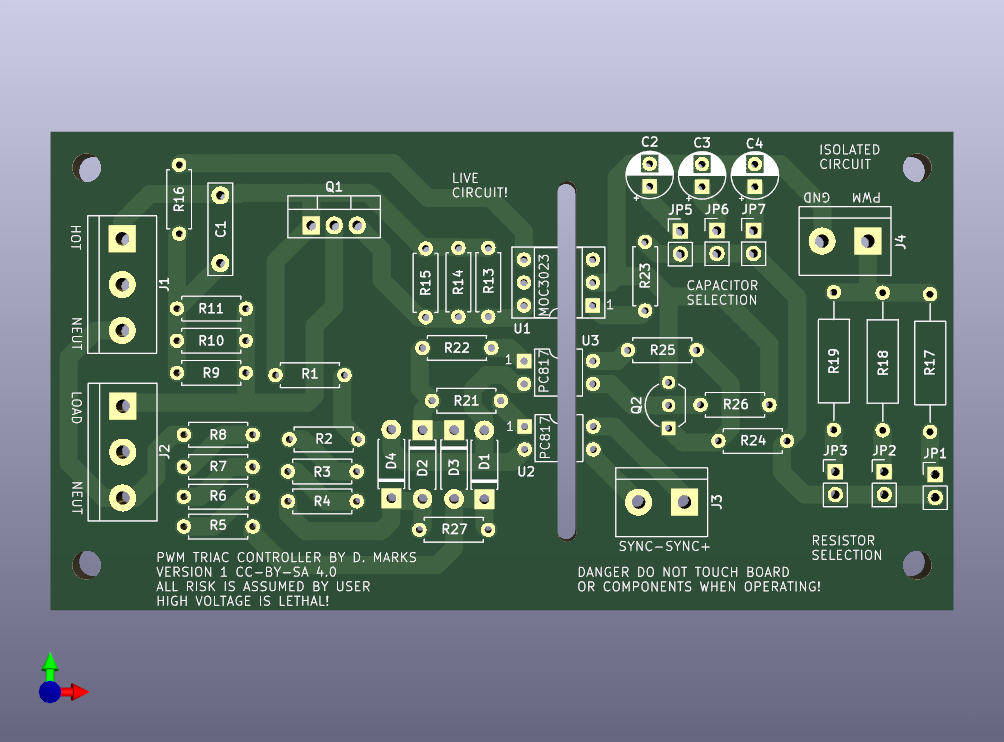 C2
C3
C4
ISOLATED
CIRCUIT
LIVE
CIRCUIT!
Q1
R16
C1
JP5
JP6
JP7
GND
PWM
J4
HOT
NEUT
J1
R15
R14
R13
MOC3023
1
U1
R23
CAPACITOR
SELECTION
R11
R10
R9
R1
R22
1
PC817
U3
R25
R19
R18
R17
LOAD
NEUT
J2
R21
Q2
R26
R8
R7
R6
R5
R2
R3
R4
D4
D2
D3
D1
1
PC817
U2
R24
R27
J3
SYNC-SYNC+
JP3
JP2
JP1
RESISTOR
SELECTION
PWM TRIAC CONTROLLER BY D. MARKS
VERSION 1 CC-BY-SA 4.0
ALL RISK IS ASSUMED BY USER
HIGH VOLTAGE IS LETHAL!
DANGER DO NOT TOUCH BOARD
OR COMPONENTS WHEN OPERATING!